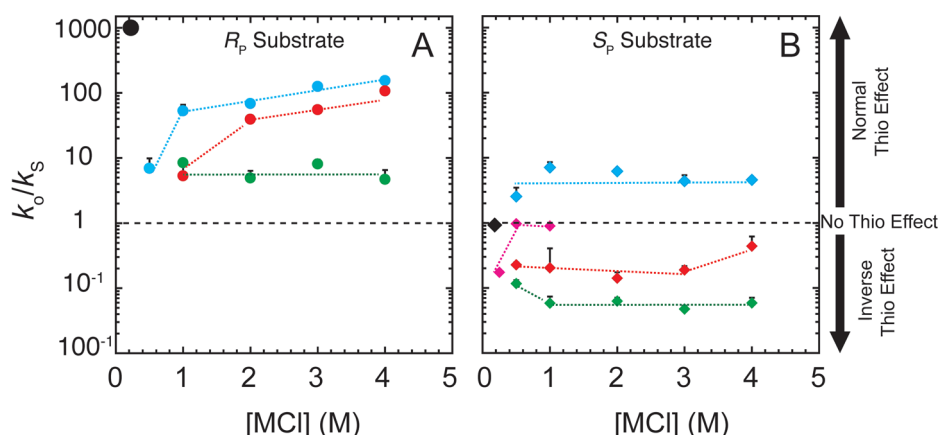 1000
100
10
1
10-1
100-1
ko/kS
RP Substrate
A
0
1
2
3
4
5
[MCl] (M)
SP Substrate
B
0
1
2
3
4
5
[MCl] (M)
Normal
Thio Effect
No Thio Effect
Inverse
Thio Effect